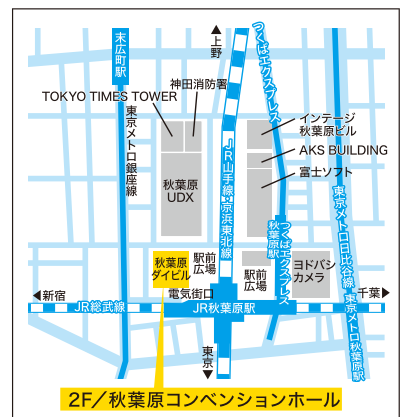 ▲上野
末広町駅
神田消防署
TOKYO TIMES TOWER
東京メトロ銀座線
つくばエクスプレス
インテージ
秋葉原ビル
AKS BUILDING
富士ソフト
JR山手線・京浜東北線
秋葉原
UDX
東京メトロ日比谷線
つくばエクスプレス
秋葉原駅
秋葉原
ダイビル
駅前
広場
駅前
広場
ヨドバシ
カメラ
◀新宿
電気街口
千葉▶
JR総武線
JR秋葉原駅
東京メトロ秋葉原駅
東京▼
2F／秋葉原コンベンションホール